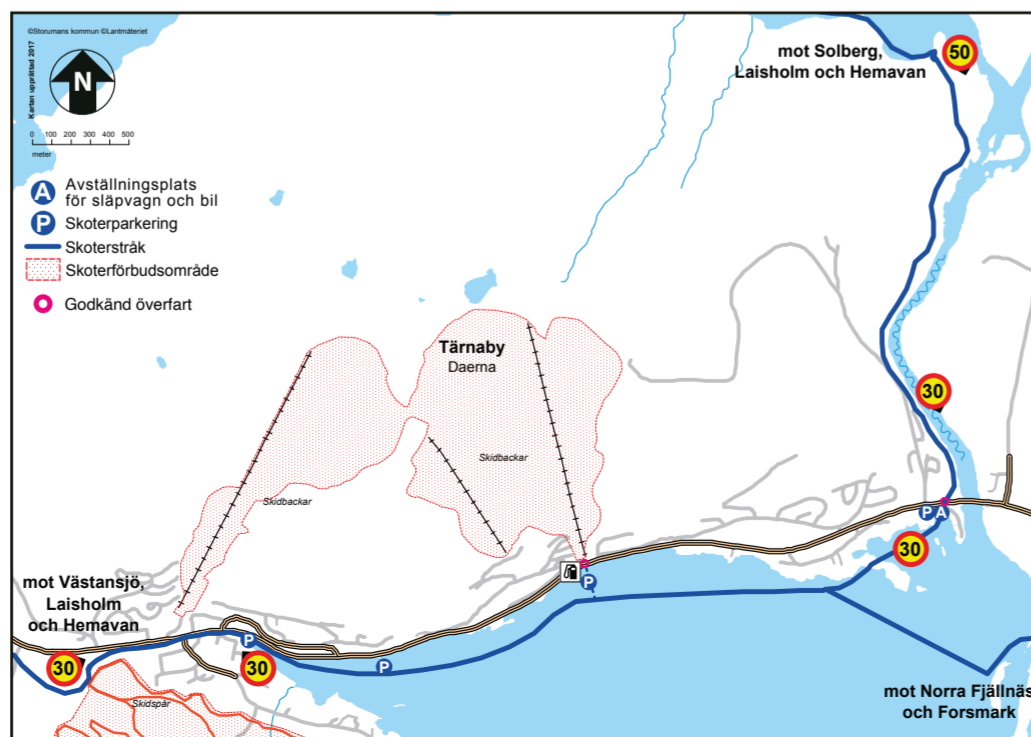 ©Storumans kommun ©Lantmäteriet
Kartan upprättad 2017
N
0 100 200 300 400 500
meter
A Avställningsplats
för släpvagn och bil
P Skoterparkering
Skoterstråk
Skoterförbudsområde
Godkänd överfart
mot Solberg,
Laisholm och Hemavan
50
Tärnaby
Daerna
Skidbackar
Skidbackar
30
P A
30
P
mot Västansjö,
Laisholm
och Hemavan
30
P
30
P
Skidspår
mot Norra Fjällnäs
och Forsmark